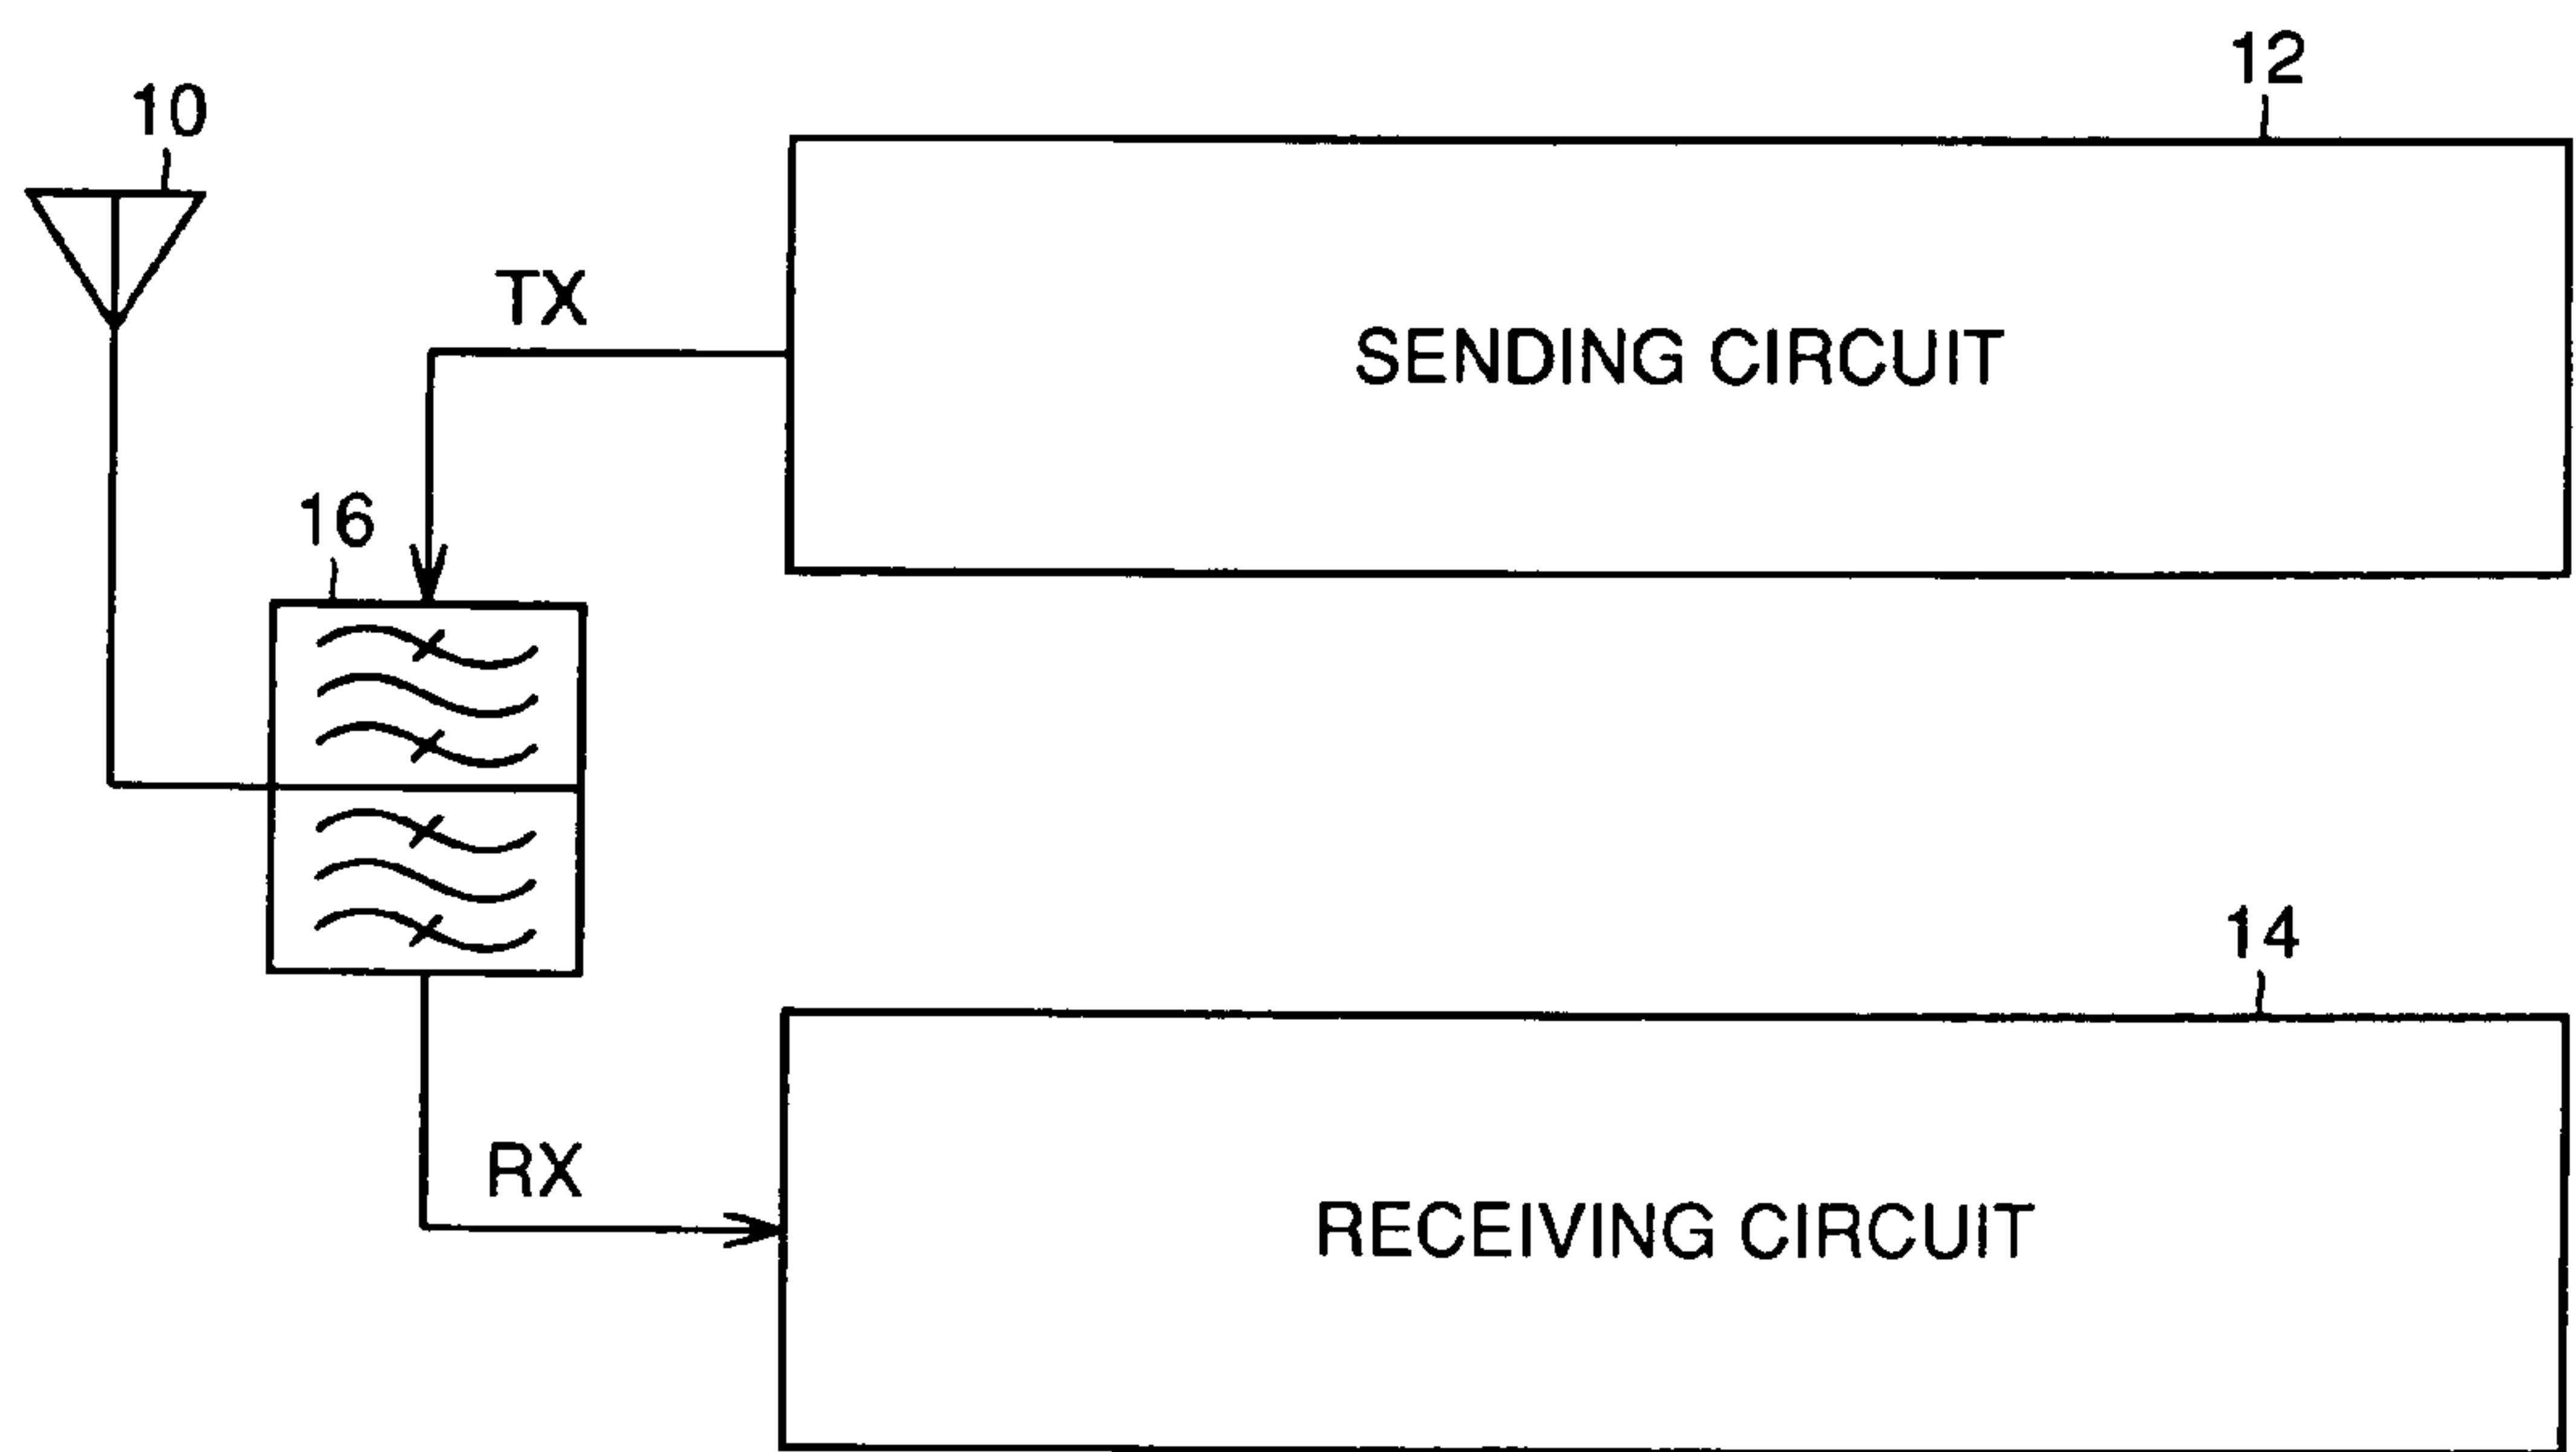 12
10
TX
SENDING CIRCUIT
16
14
RX
RECEIVING CIRCUIT